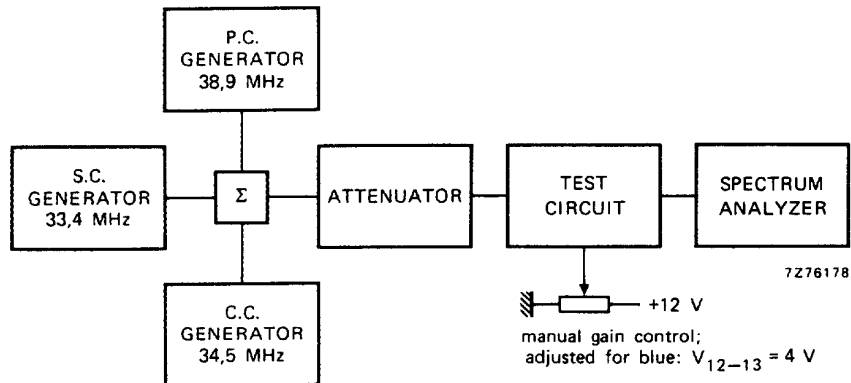 P.C.
GENERATOR
38,9 MHz
S.C.
GENERATOR
33,4 MHz
Σ
ATTENUATOR
TEST
CIRCUIT
SPECTRUM
ANALYZER
7Z76178
+12 V
C.C.
GENERATOR
34,5 MHz
manual gain control;
adjusted for blue: V12–13 = 4 V